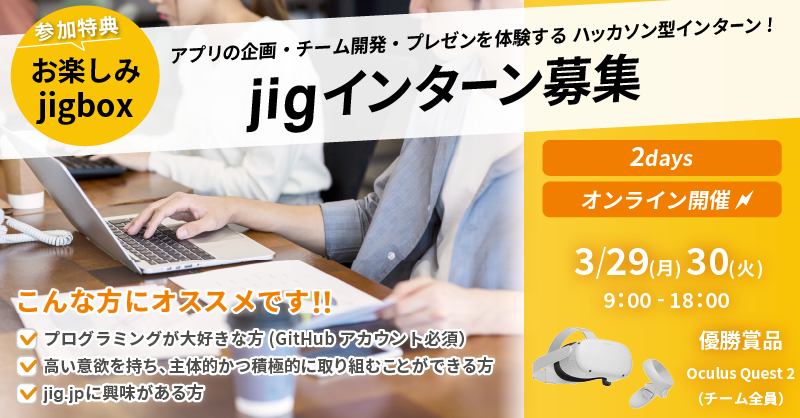 参加特典
お楽しみ
jigbox
アプリの企画・チーム開発・プレゼンを体験する ハッカソン型インターン！
jigインターン募集
2days
オンライン開催
3/29(月) 30(火)
9：00 - 18：00
こんな方にオススメです!!
プログラミングが大好きな方 (GitHub アカウント必須)
高い意欲を持ち、主体的かつ積極的に取り組むことができる方
jig.jpに興味がある方
優勝賞品
Oculus Quest 2
（チーム全員）